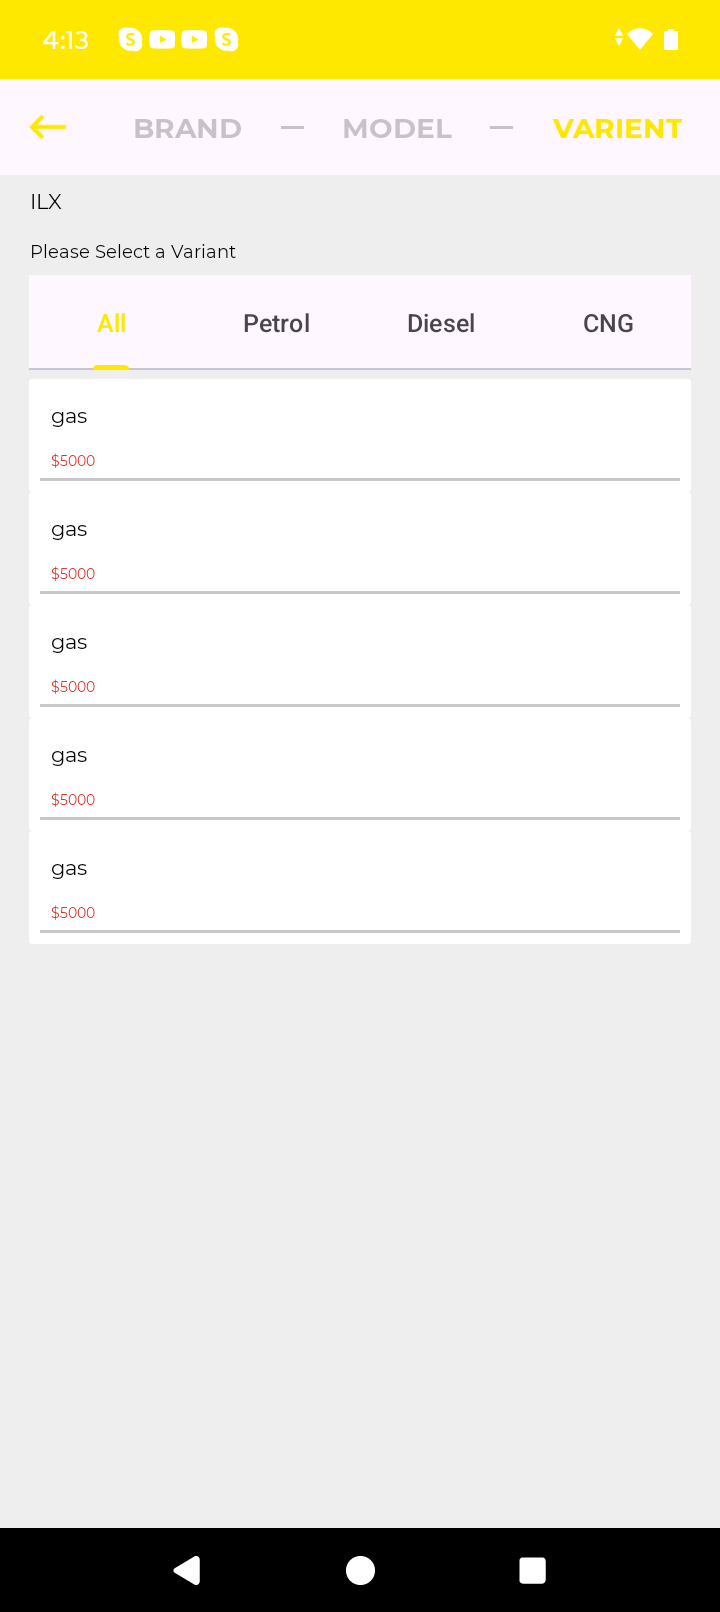 4:13
BRAND — MODEL — VARIENT
ILX
Please Select a Variant
All Petrol Diesel CNG
gas
$5000
gas
$5000
gas
$5000
gas
$5000
gas
$5000